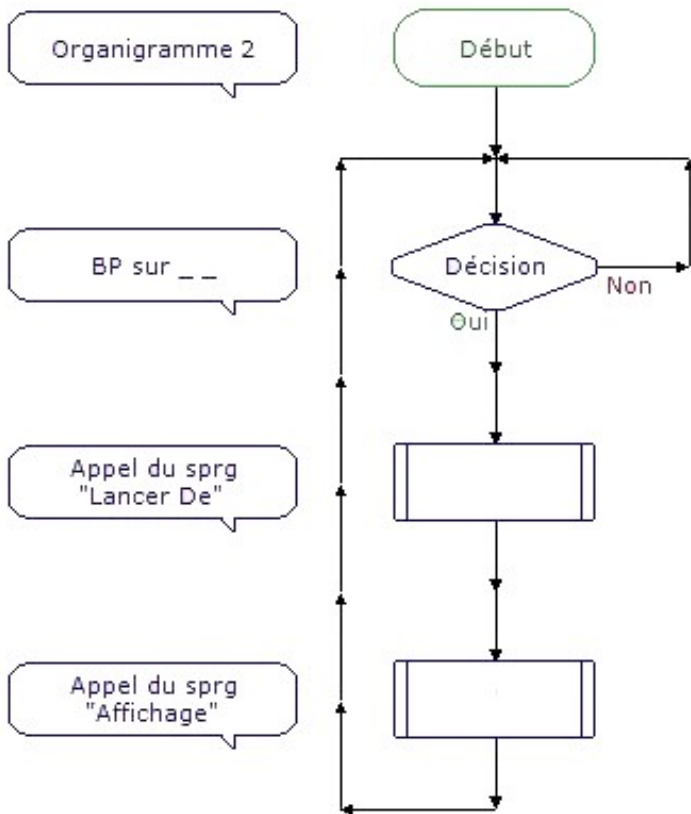 Organigramme 2
Début
BP sur _ _
Décision
Non
Oui
Appel du sprg
"Lancer De"
Appel du sprg
"Affichage"